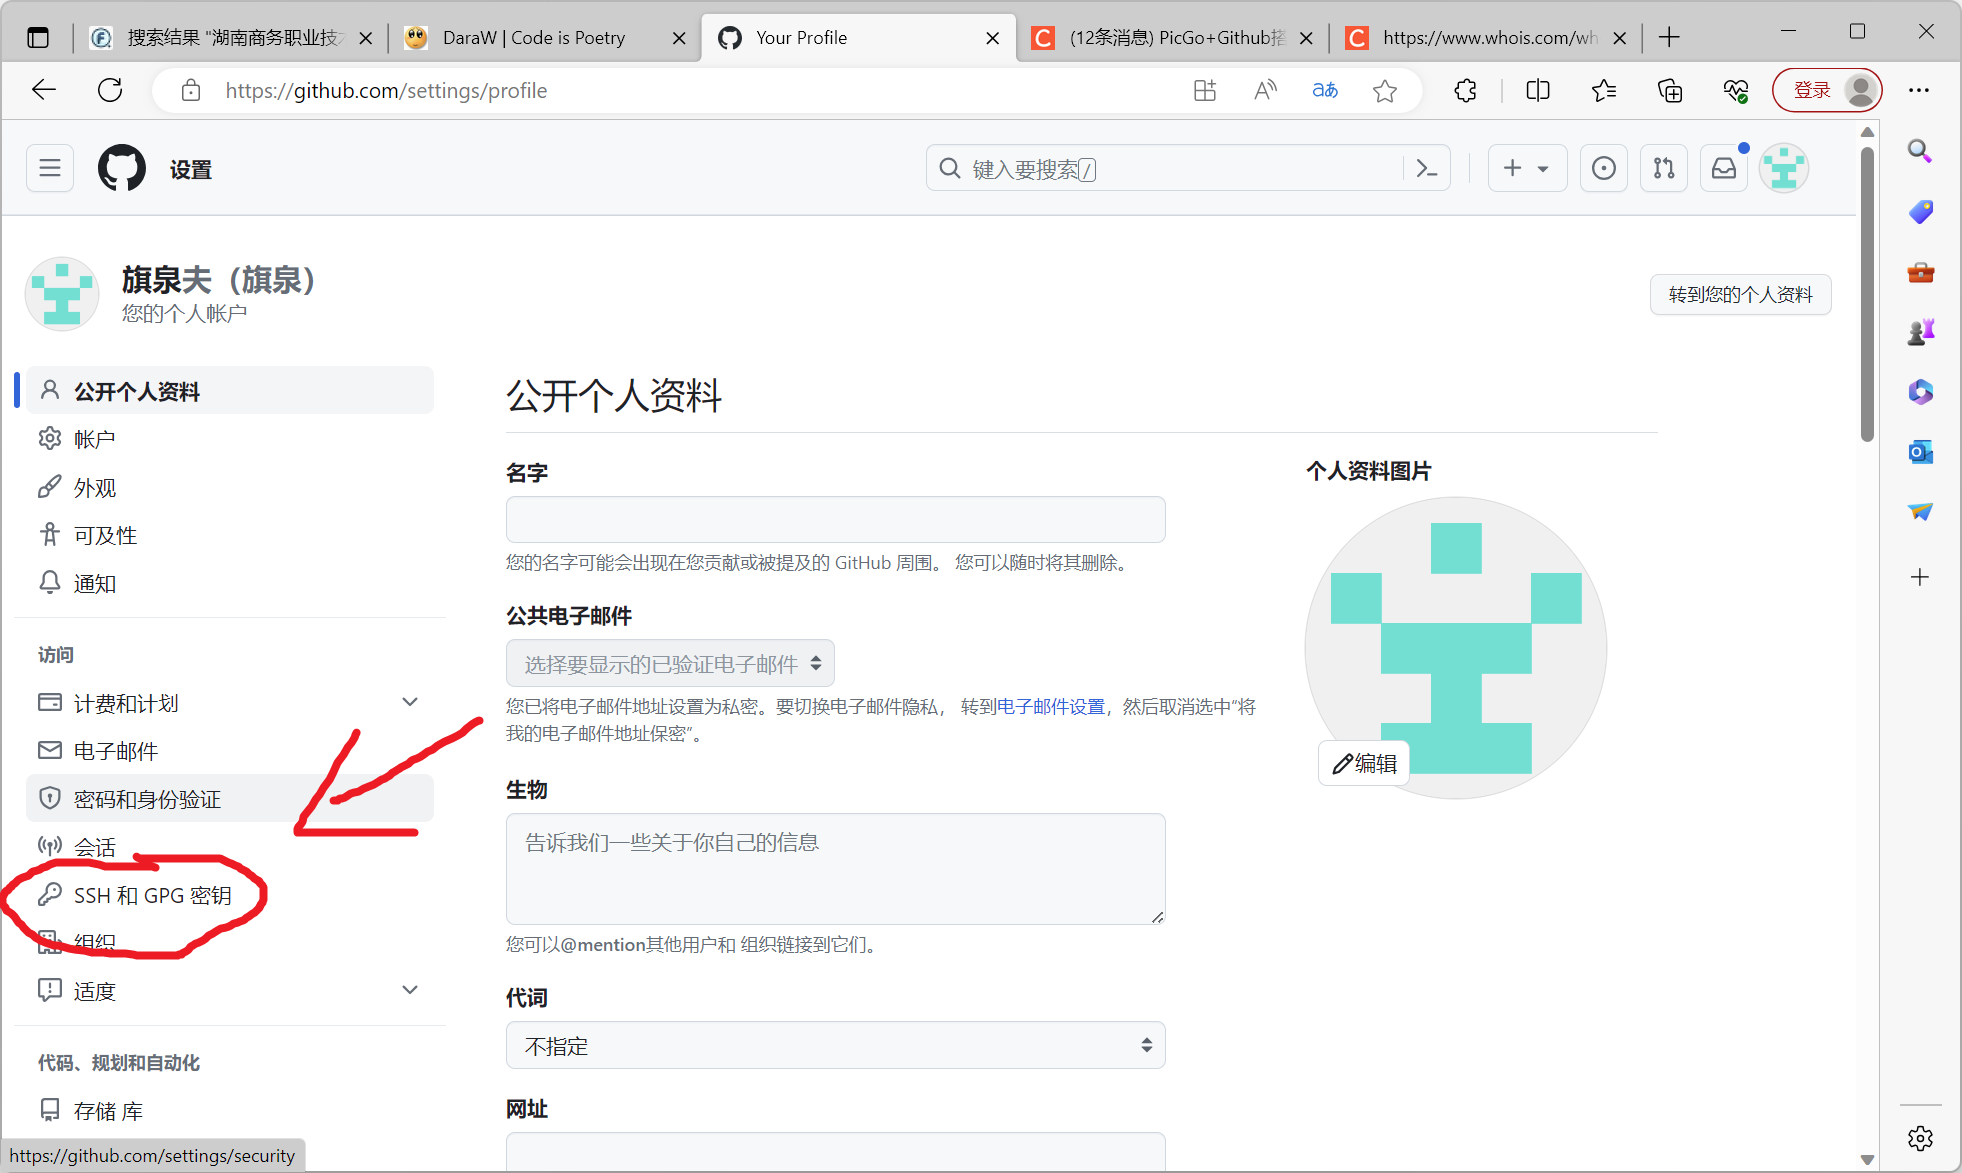 搜索结果 "湖南商务职业技
DaraW | Code is Poetry
Your Profile
(12条消息) PicGo+Github搭
https://www.whois.com/wh
https://github.com/settings/profile
aあ
登录
设置
键入要搜索 /
旗泉夫（旗泉）
您的个人帐户
转到您的个人资料
公开个人资料
帐户
外观
可及性
通知
访问
计费和计划
电子邮件
密码和身份验证
会话
SSH 和 GPG 密钥
组织
适度
代码、规划和自动化
存储 库
https://github.com/settings/security
公开个人资料
名字
您的名字可能会出现在您贡献或被提及的 GitHub 周围。 您可以随时将其删除。
公共电子邮件
选择要显示的已验证电子邮件
您已将电子邮件地址设置为私密。要切换电子邮件隐私， 转到电子邮件设置，然后取消选中"将
我的电子邮件地址保密"。
生物
告诉我们一些关于你自己的信息
您可以@mention其他用户和 组织链接到它们。
代词
不指定
网址
个人资料图片
编辑